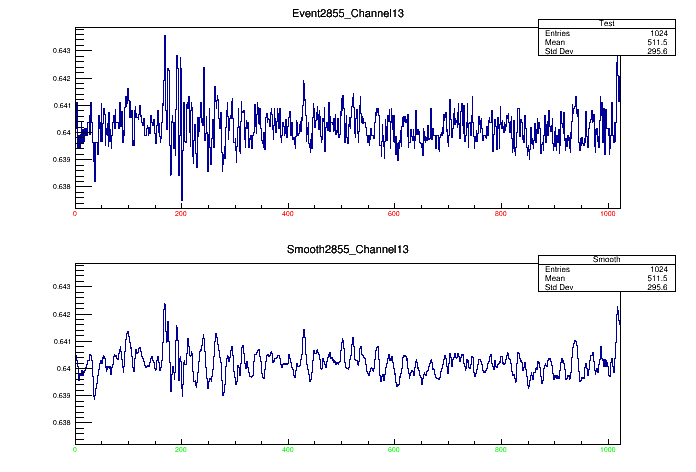 Event2855_Channel13
Test
Entries 1024
Mean 511.5
Std Dev 295.6
0.643
0.642
0.641
0.64
0.639
0.638
0 200 400 600 800 1000
Smooth2855_Channel13
Smooth
Entries 1024
Mean 511.5
Std Dev 295.6
0.643
0.642
0.641
0.64
0.639
0.638
0 200 400 600 800 1000